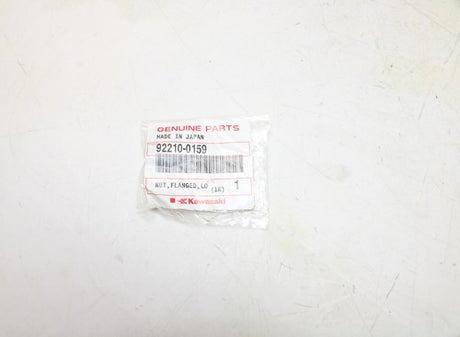 GENUINE PARTS
MADE IN JAPAN
92210-0159
NUT,FLANGED,LO (1K) 1
Kawasaki